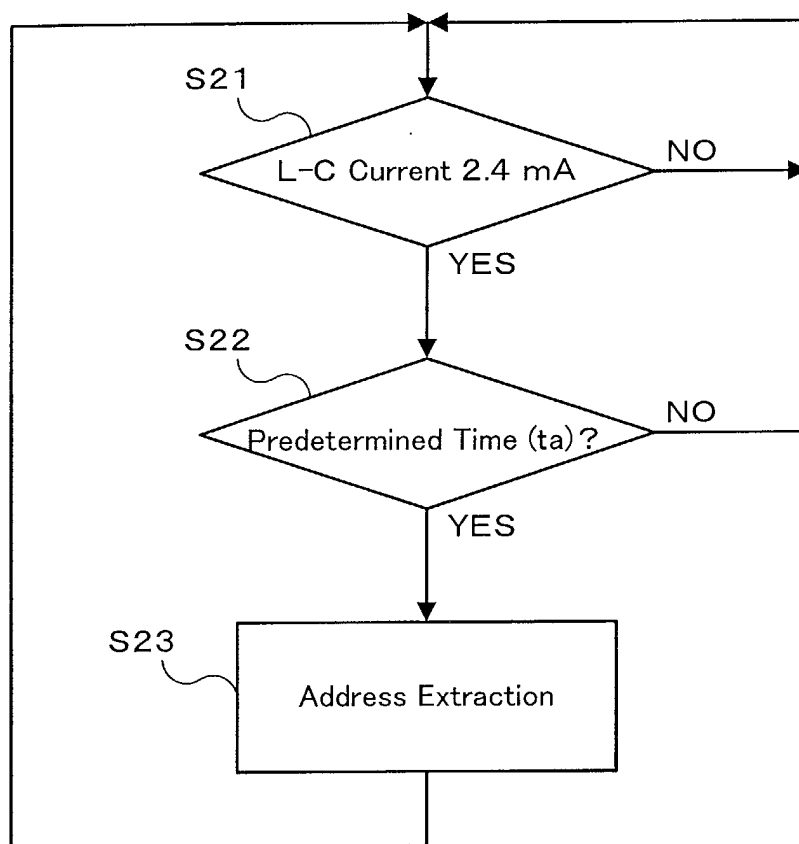 S21
L-C Current 2.4 mA
NO
YES
S22
Predetermined Time (ta)?
NO
YES
S23
Address Extraction